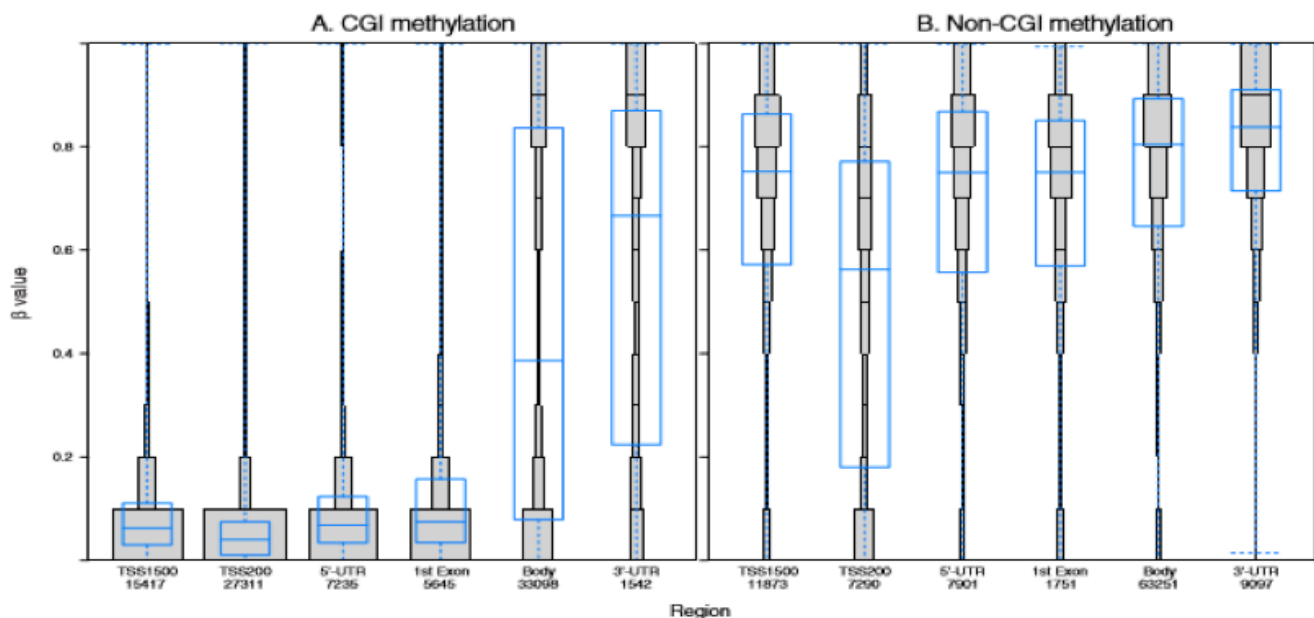 A. CGI methylation
B. Non-CGI methylation
β value
0.8
0.6
0.4
0.2
TSS1500 TSS200 5'-UTR 1st Exon Body 3'-UTR
15417 27311 7235 5645 33098 1542
TSS1500 TSS200 5'-UTR 1st Exon Body 3'-UTR
11873 7290 7901 1751 63251 9097
Region